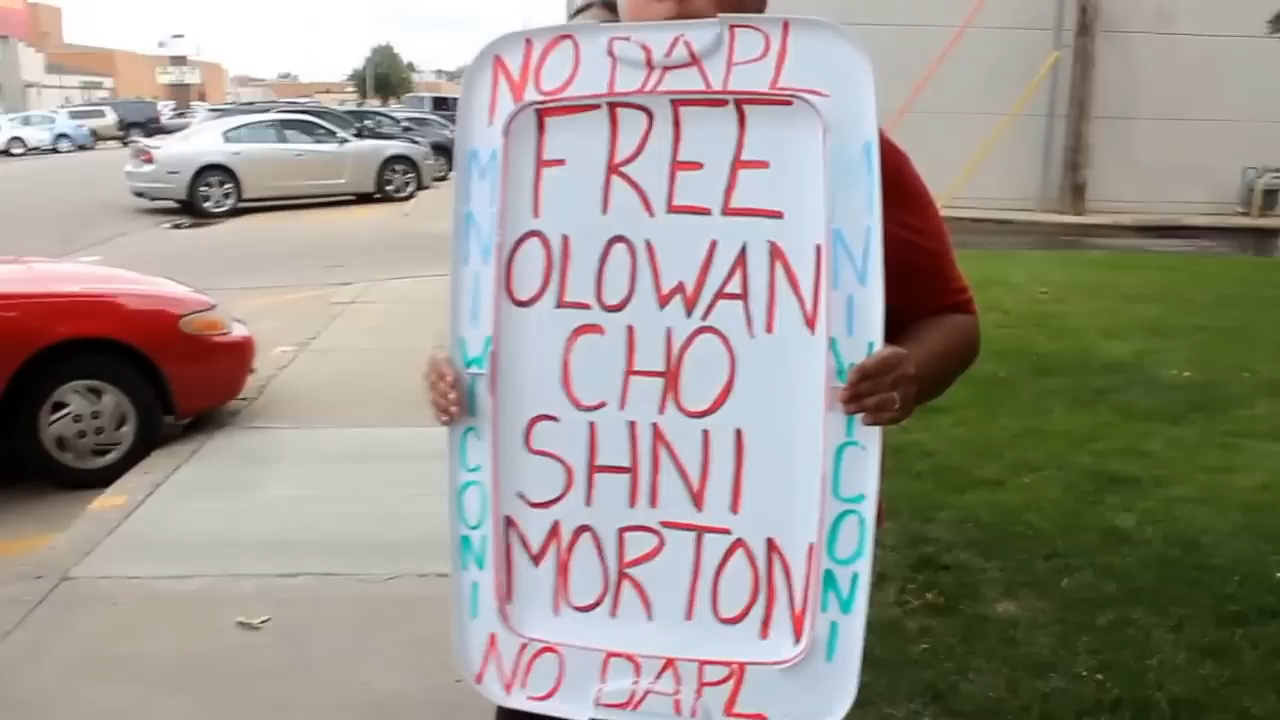 NO DAPL
FREE
OLOWAN
CHO
SHNI
MORTON
NO DAPL
MNI WICONI
MNI WICONI